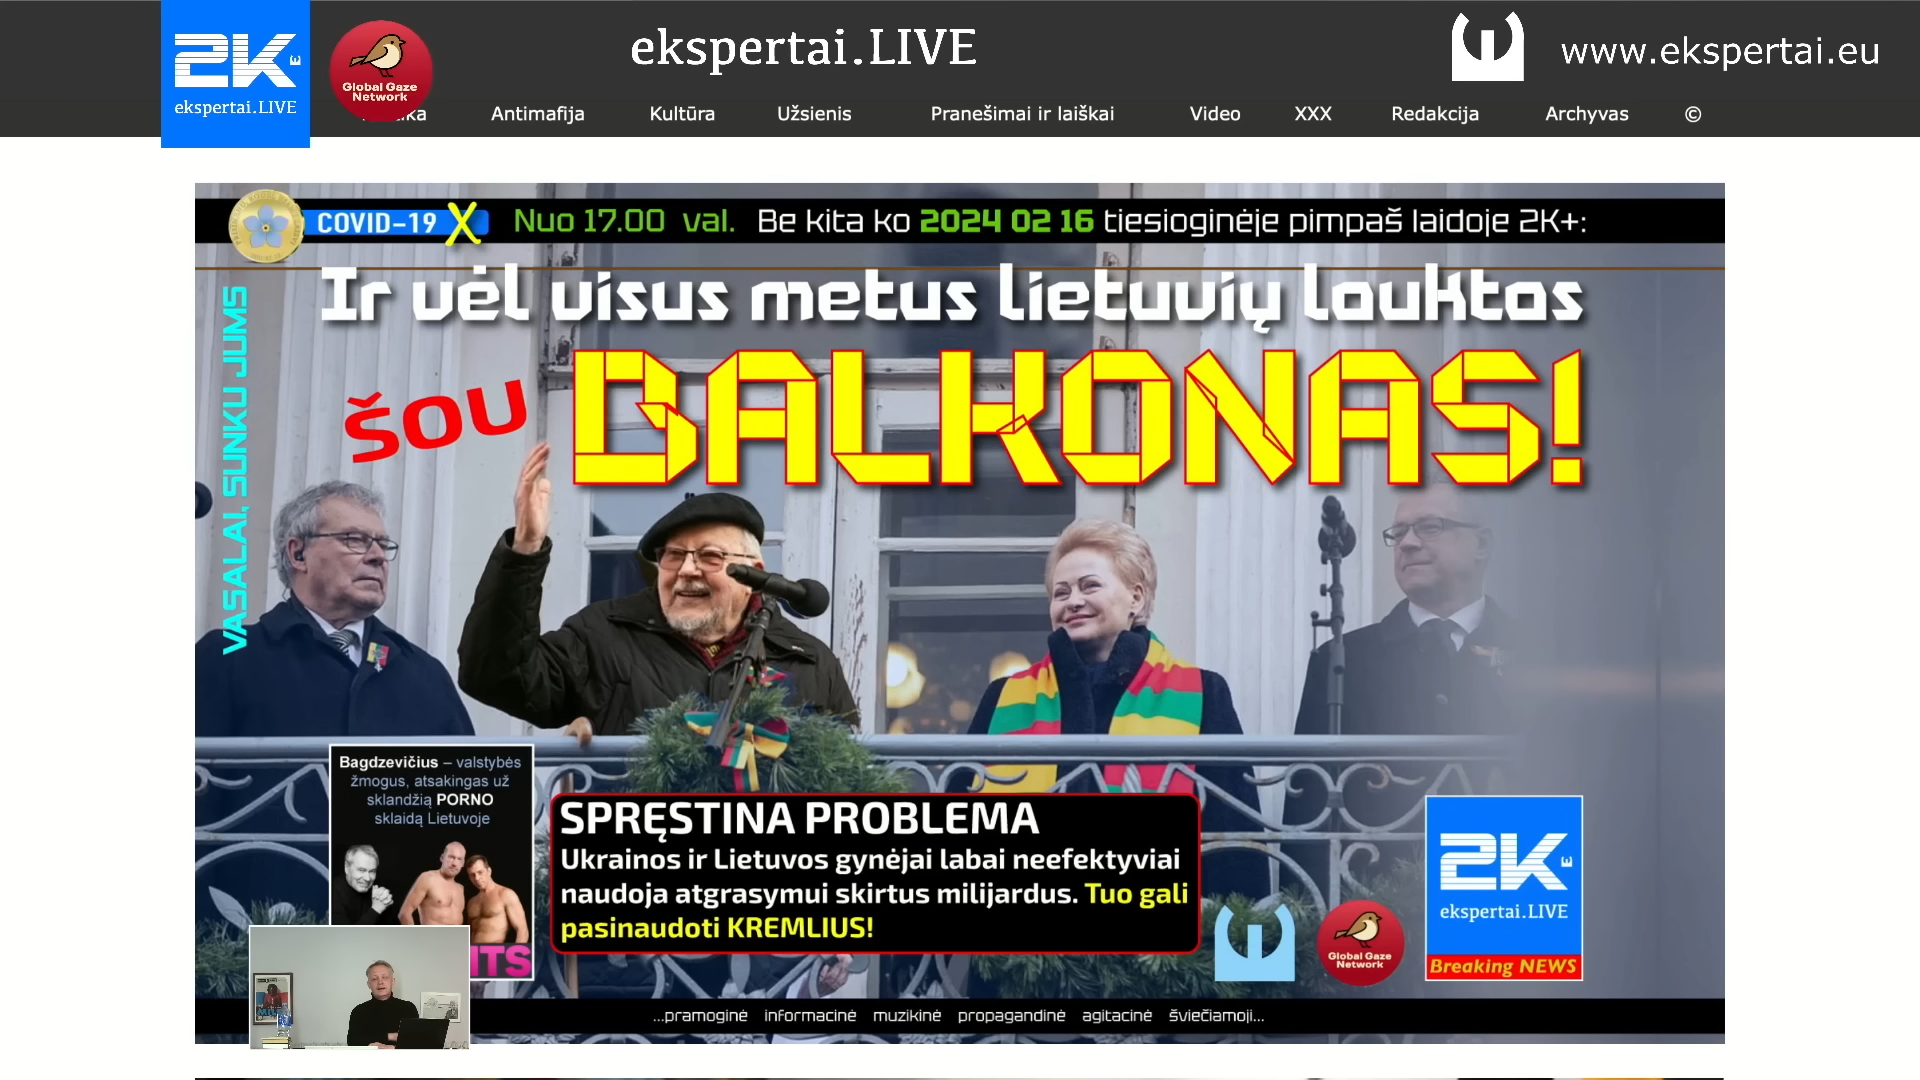 2K
ekspertai.LIVE
Global Gaze
Network
ekspertai.LIVE
www.ekspertai.eu
Antimafija
Kultūra
Užsienis
Pranešimai ir laiškai
Video
XXX
Redakcija
Archyvas
©
COVID-19 X
Nuo 17.00 val. Be kita ko 2024 02 16 tiesioginėje pimpaš laidoje 2K+:
Ir vėl visus metus lietuvių lauktas
ŠOU
BALKONAS!
VASALAI, SUNKU JUMS
Bagdzevičius – valstybės
žmogus, atsakingas už
sklandžią PORNO
sklaidą Lietuvoje
ITS
SPRĘSTINA PROBLEMA
Ukrainos ir Lietuvos gynėjai labai neefektyviai
naudoja atgrasymui skirtus milijardus. Tuo gali
pasinaudoti KREMLIUS!
Global Gaze
Network
2K
ekspertai.LIVE
Breaking NEWS
...pramoginė informacinė muzikinė propagandinė agitacinė šviečiamoji...